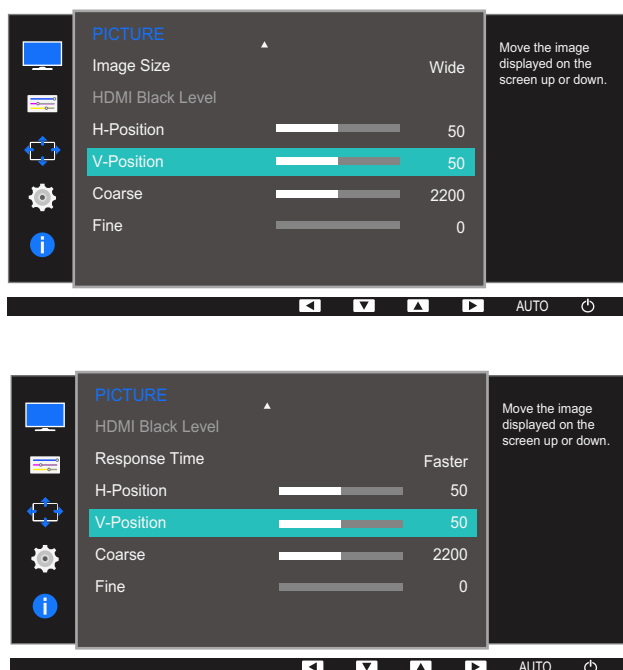 PICTURE
Image Size Wide
HDMI Black Level
H-Position 50
V-Position 50
Coarse 2200
Fine 0
Move the image
displayed on the
screen up or down.
AUTO
PICTURE
HDMI Black Level
Response Time Faster
H-Position 50
V-Position 50
Coarse 2200
Fine 0
Move the image
displayed on the
screen up or down.
AUTO